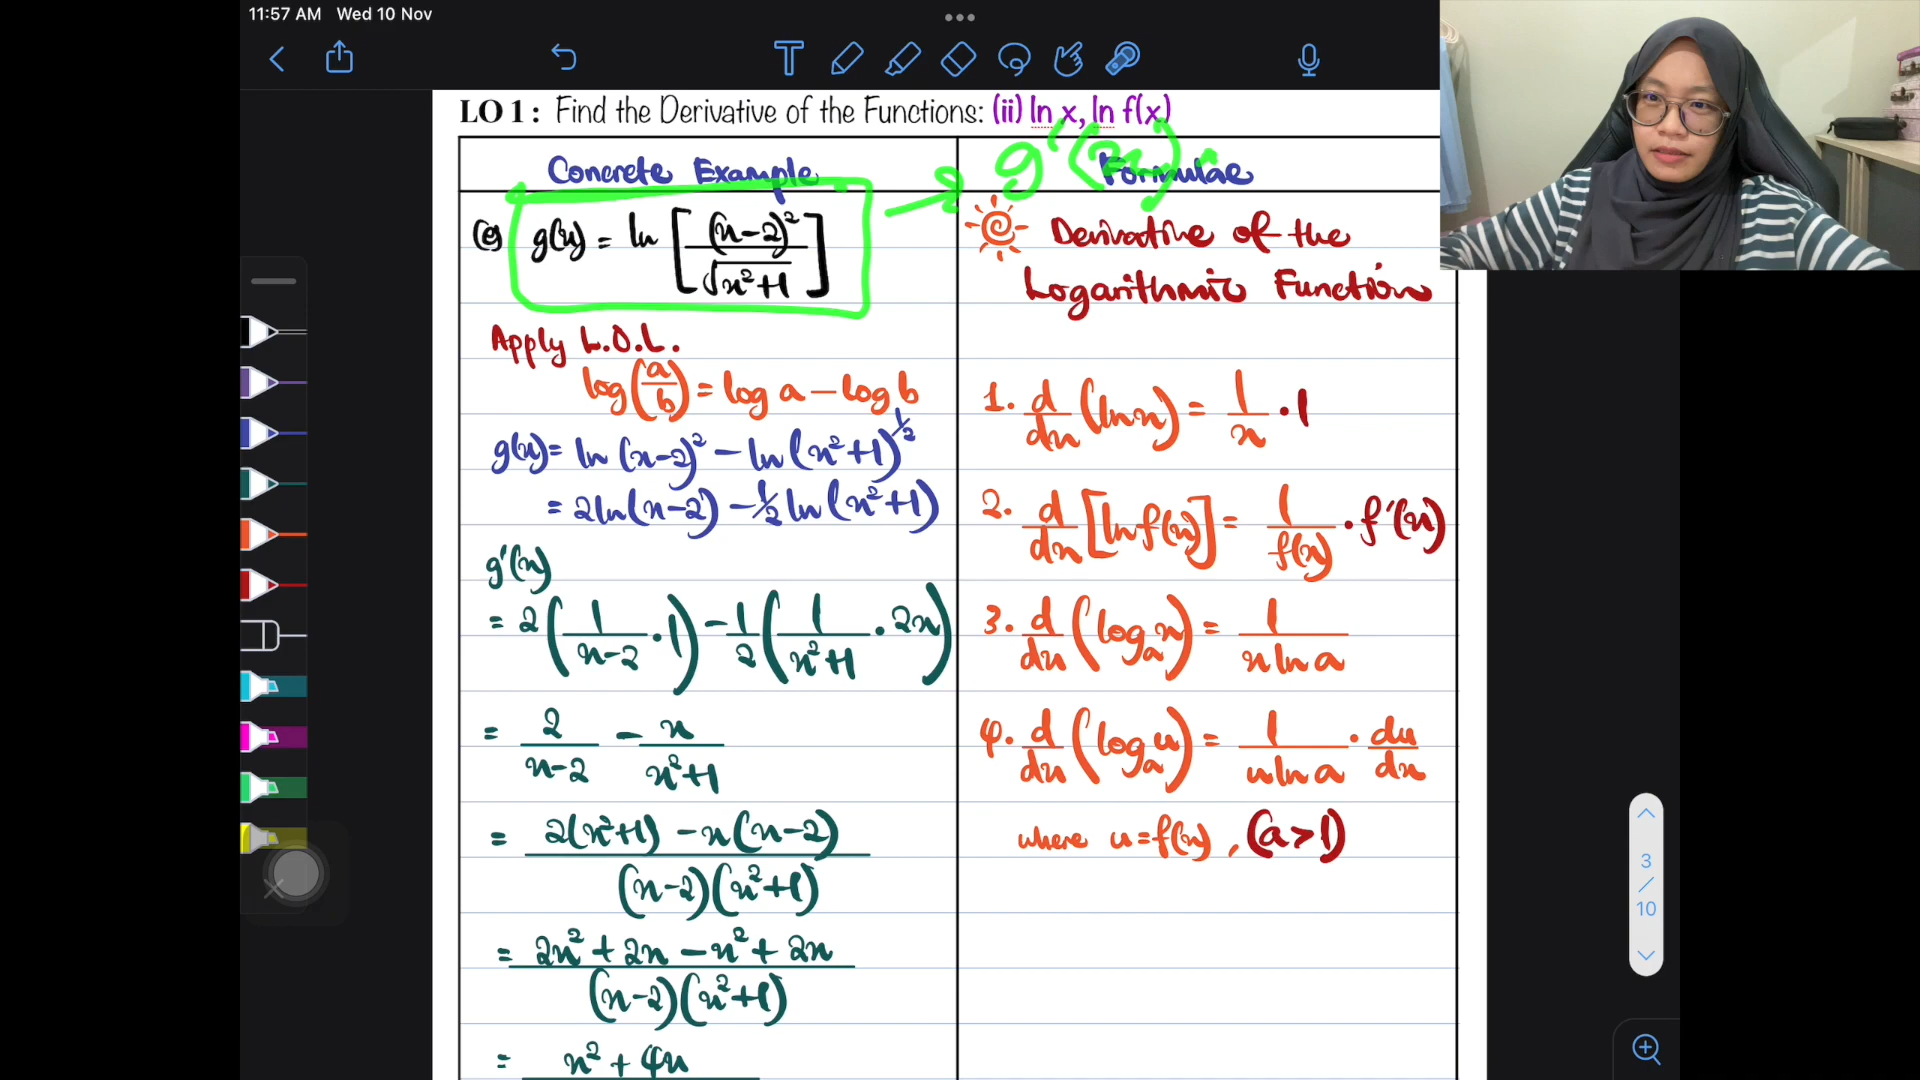 11:57 AM Wed 10 Nov
LO 1: Find the Derivative of the Functions: (ii) ln x, ln f(x)
Concrete Example
(e) g(x) = ln [(x-2)² / √(x²+1)]
Apply L.O.L.
log(a/b) = log a - log b
g(x) = ln(x-2)² - ln(x²+1)^½
= 2ln(x-2) - ½ ln(x²+1)
g'(x)
= 2(1/(x-2) · 1) - 1/2(1/(x²+1) · 2x)
= 2/(x-2) - x/(x²+1)
= (2(x²+1) - x(x-2)) / ((x-2)(x²+1))
= (2x² + 2x - x² + 2x) / ((x-2)(x²+1))
= x² + 4x
g'(x)
Formulae
Derivative of the
Logarithmic Function
1. d/dx (ln x) = 1/x · 1
2. d/dx [ln f(x)] = 1/f(x) · f'(x)
3. d/dx (logₐ x) = 1/(x ln a)
4. d/dx (logₐ u) = 1/(u ln a) · du/dx
where u = f(x), (a > 1)
3
/
10